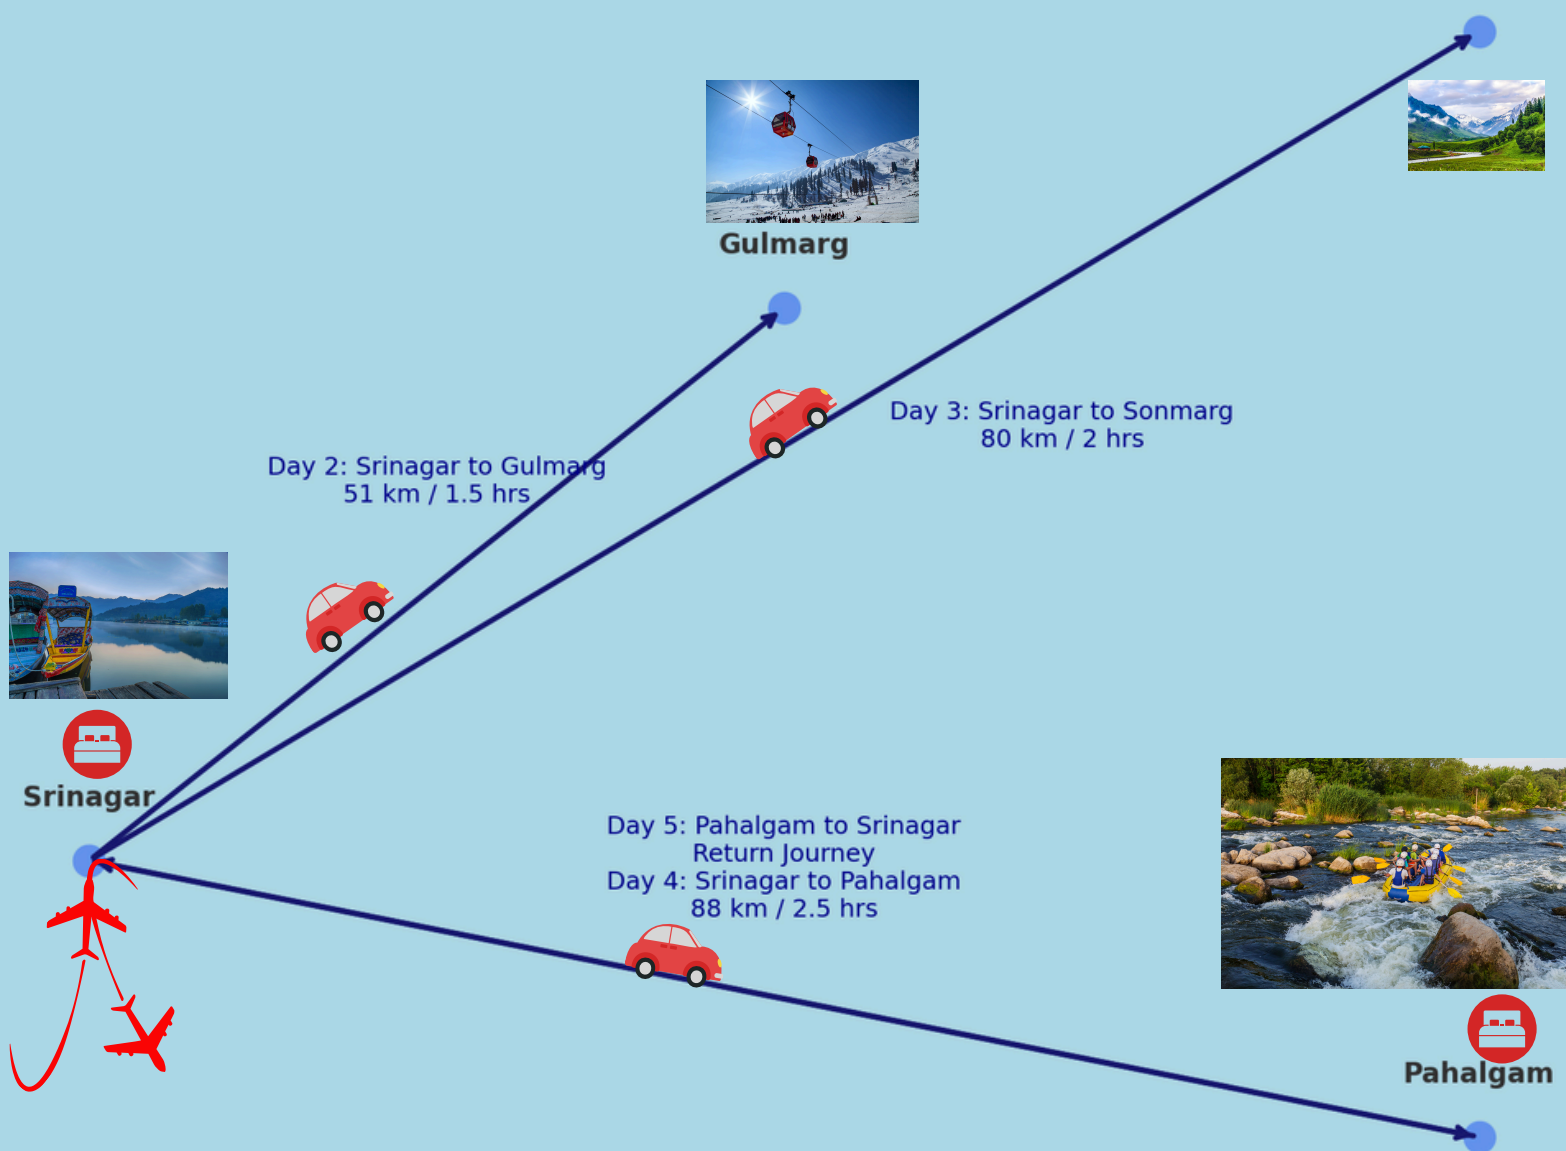 Gulmarg
Day 3: Srinagar to Sonmarg
80 km / 2 hrs
Day 2: Srinagar to Gulmarg
51 km / 1.5 hrs
Srinagar
Day 5: Pahalgam to Srinagar
Return Journey
Day 4: Srinagar to Pahalgam
88 km / 2.5 hrs
Pahalgam